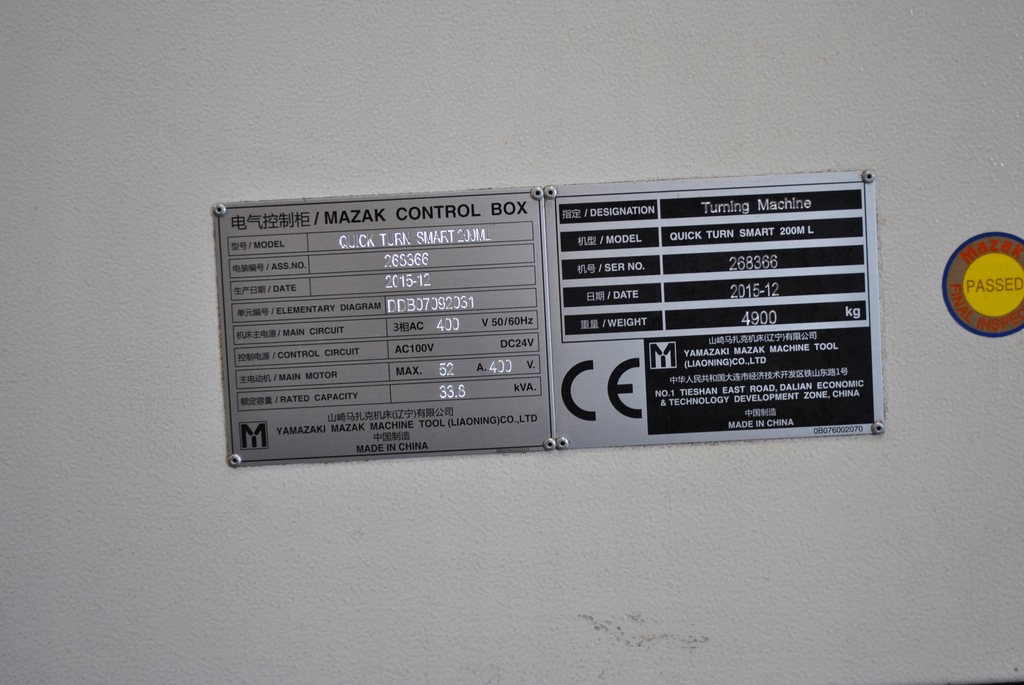 电气控制柜 / MAZAK CONTROL BOX
型号 / MODEL QUICK TURN SMART 200ML
电装编号 / ASS.NO. 268366
生产日期 / DATE 2015-12
单元编号 / ELEMENTARY DIAGRAM DDB07092031
机床主电源 / MAIN CIRCUIT 3相AC 400 V 50/60Hz
控制电源 / CONTROL CIRCUIT AC100V DC24V
主电动机 / MAIN MOTOR MAX. 52 A. 400 V.
额定容量 / RATED CAPACITY 33.8 kVA.
山崎马扎克机床(辽宁)有限公司
YAMAZAKI MAZAK MACHINE TOOL (LIAONING)CO.,LTD
中国制造
MADE IN CHINA
指定 / DESIGNATION Turning Machine
机型 / MODEL QUICK TURN SMART 200M L
机号 / SER NO. 268366
日期 / DATE 2015-12
重量 / WEIGHT 4900 kg
CE
山崎马扎克机床(辽宁)有限公司
YAMAZAKI MAZAK MACHINE TOOL
(LIAONING)CO.,LTD
中华人民共和国大连市经济技术开发区铁山东路1号
NO.1 TIESHAN EAST ROAD, DALIAN ECONOMIC
& TECHNOLOGY DEVELOPMENT ZONE, CHINA
中国制造
MADE IN CHINA
0B076002070
Mazak
PASSED
FINAL